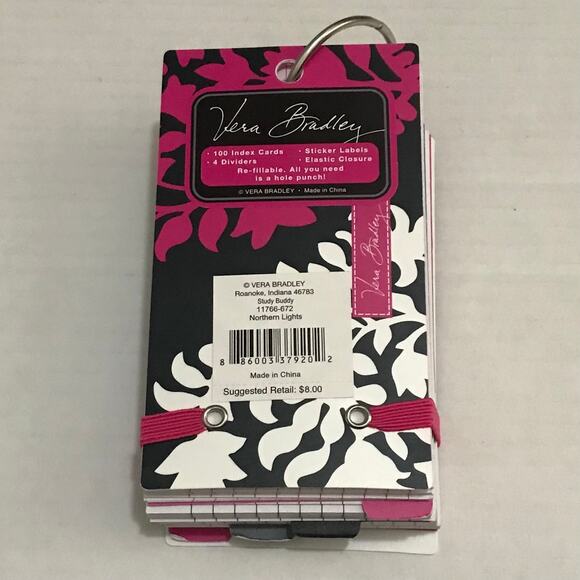 Vera Bradley
· 100 Index Cards · Sticker Labels
· 4 Dividers · Elastic Closure
Re-fillable. All you need
is a hole punch!
© VERA BRADLEY · Made in China
Vera Bradley
© VERA BRADLEY
Roanoke, Indiana 46783
Study Buddy
11766-672
Northern Lights
8 86003 37920 2
Made in China
Suggested Retail: $8.00